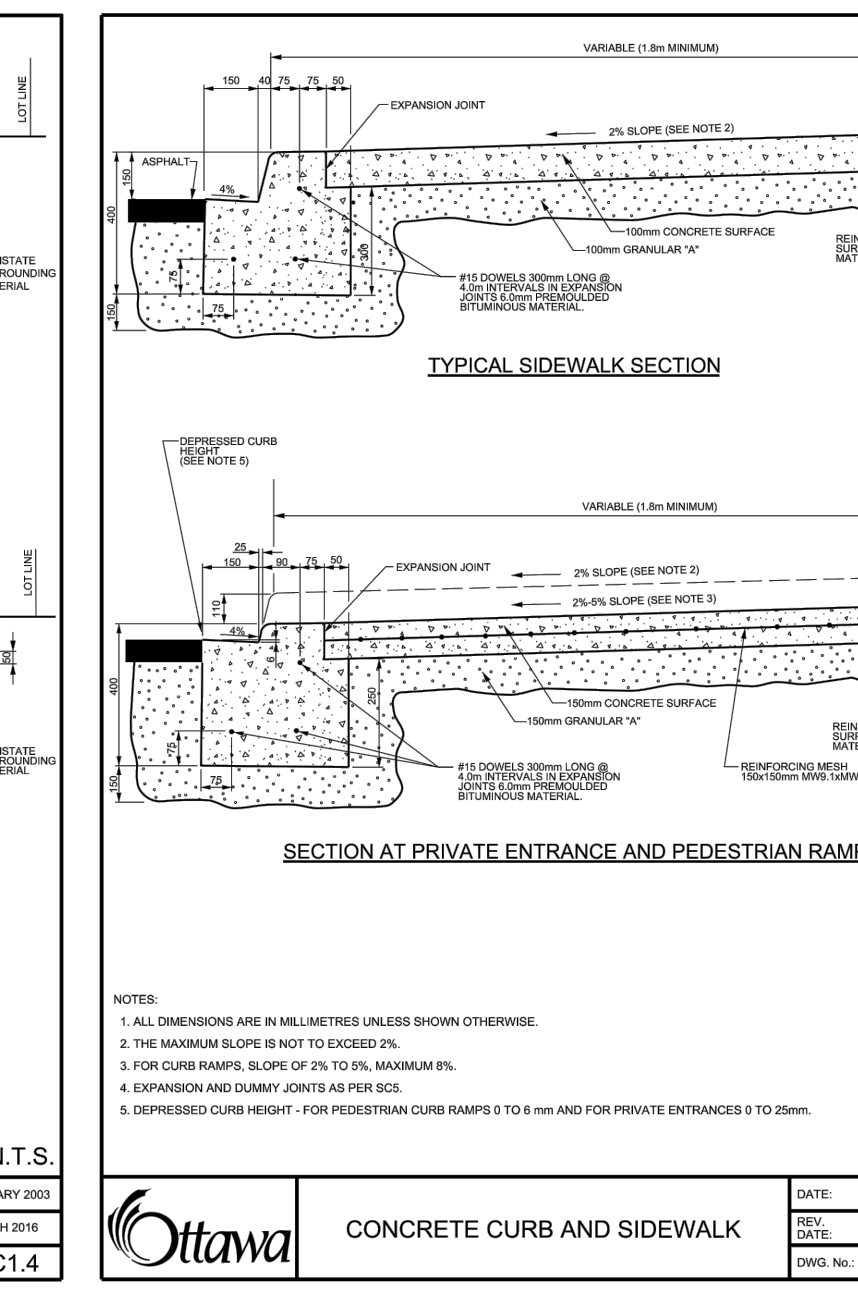 LOT LINE
NSTATE
ROUNDING
ERIAL
LOT LINE
50
NSTATE
ROUNDING
ERIAL
N.T.S.
ARY 2003
H 2016
C1.4
VARIABLE (1.8m MINIMUM)
150 40 75 75 50
EXPANSION JOINT
2% SLOPE (SEE NOTE 2)
ASPHALT
150
4%
400
300
100mm CONCRETE SURFACE
100mm GRANULAR "A"
REIN
SUR
MAT
75
75
150
#15 DOWELS 300mm LONG @
4.0m INTERVALS IN EXPANSION
JOINTS 6.0mm PREMOULDED
BITUMINOUS MATERIAL.
TYPICAL SIDEWALK SECTION
DEPRESSED CURB
HEIGHT
(SEE NOTE 5)
VARIABLE (1.8m MINIMUM)
25
150 90 75 50
EXPANSION JOINT
2% SLOPE (SEE NOTE 2)
2%-5% SLOPE (SEE NOTE 3)
110
4%
6
400
250
150mm CONCRETE SURFACE
150mm GRANULAR "A"
REIN
SURF
MATE
75
75
150
#15 DOWELS 300mm LONG @
4.0m INTERVALS IN EXPANSION
JOINTS 6.0mm PREMOULDED
BITUMINOUS MATERIAL.
REINFORCING MESH
150x150mm MW9.1xMW
SECTION AT PRIVATE ENTRANCE AND PEDESTRIAN RAMP
NOTES:
1. ALL DIMENSIONS ARE IN MILLIMETRES UNLESS SHOWN OTHERWISE.
2. THE MAXIMUM SLOPE IS NOT TO EXCEED 2%.
3. FOR CURB RAMPS, SLOPE OF 2% TO 5%, MAXIMUM 8%.
4. EXPANSION AND DUMMY JOINTS AS PER SC5.
5. DEPRESSED CURB HEIGHT - FOR PEDESTRIAN CURB RAMPS 0 TO 6 mm AND FOR PRIVATE ENTRANCES 0 TO 25mm.
Ottawa
CONCRETE CURB AND SIDEWALK
DATE:
REV.
DATE:
DWG. No.: